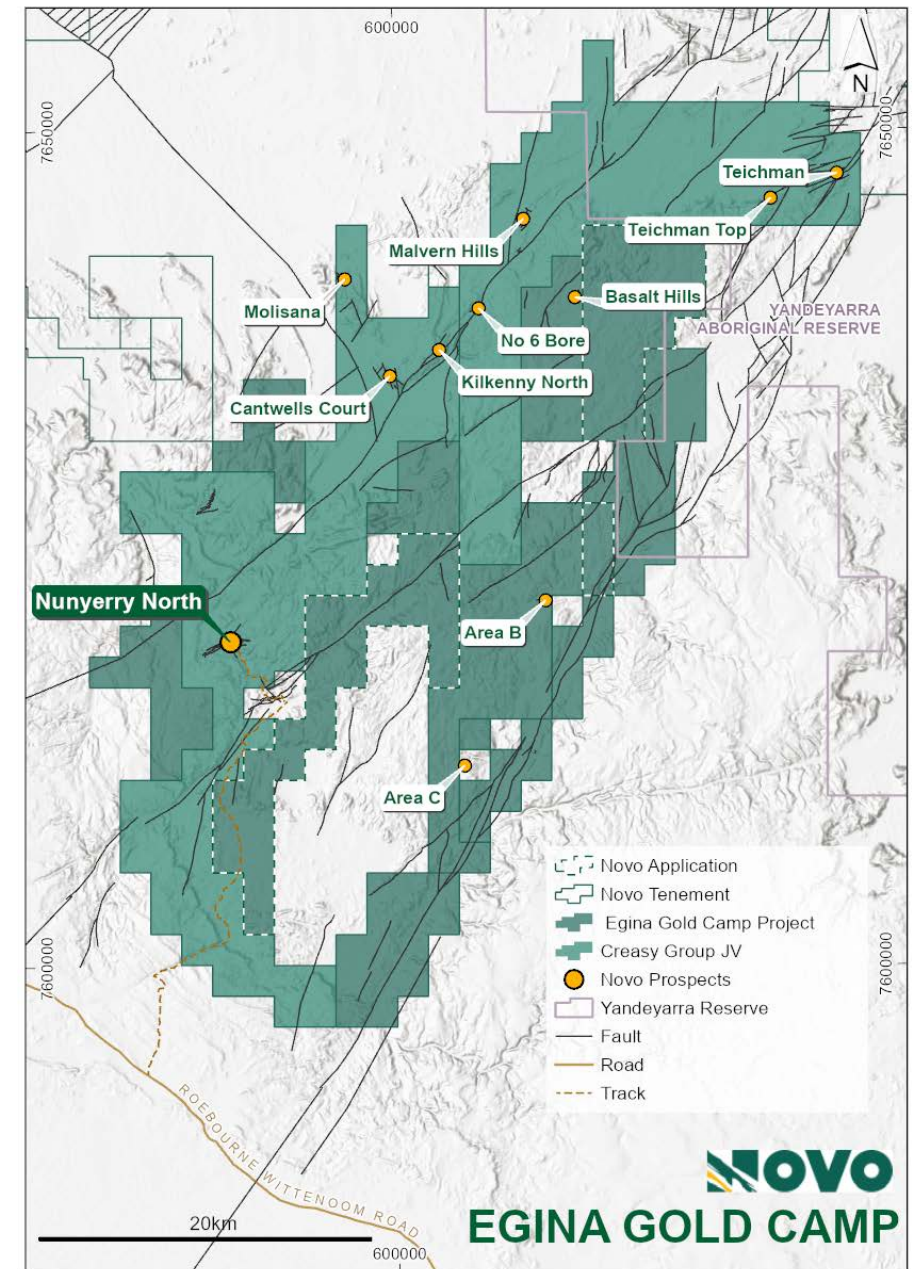 600000
N
7650000
7650000
Teichman
Teichman Top
Malvern Hills
Molisana
Basalt Hills
YANDEYARRA
ABORIGINAL RESERVE
No 6 Bore
Kilkenny North
Cantwells Court
Nunyerry North
Area B
Area C
Novo Application
Novo Tenement
Egina Gold Camp Project
Creasy Group JV
Novo Prospects
Yandeyarra Reserve
Fault
Road
Track
7600000
7600000
ROEBOURNE WITTENOOM ROAD
NOVO
20km
EGINA GOLD CAMP
600000